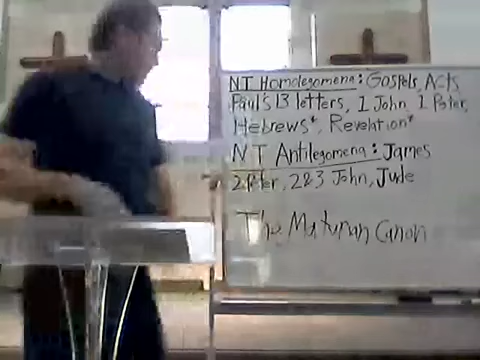 NT Homolegomena: Gospels, Acts
Paul's 13 letters, 1 John, 1 Peter,
Hebrews*, Revelation*
NT Antilegomena: James
2 Peter, 2&3 John, Jude
The Canon